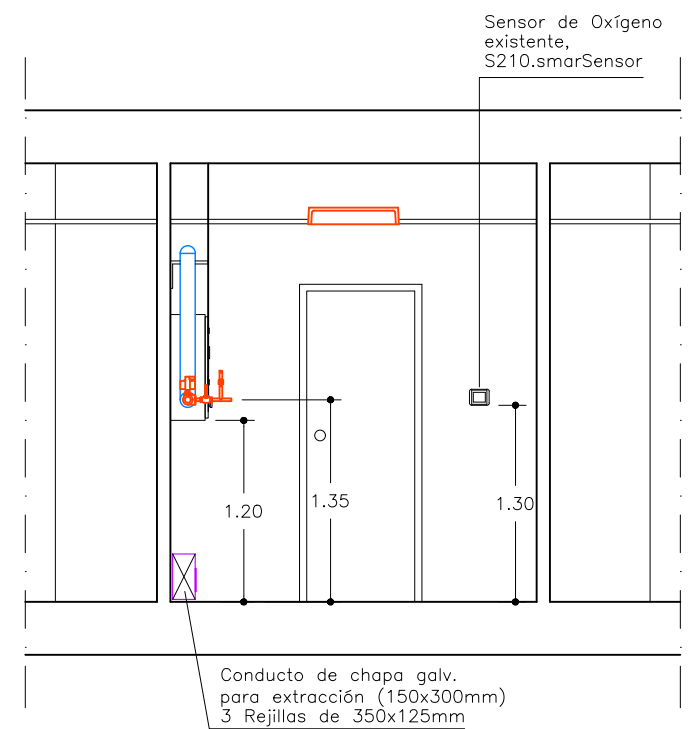 Sensor de Oxígeno
existente,
S210.smarSensor
1.20
1.35
1.30
Conducto de chapa galv.
para extracción (150x300mm)
3 Rejillas de 350x125mm